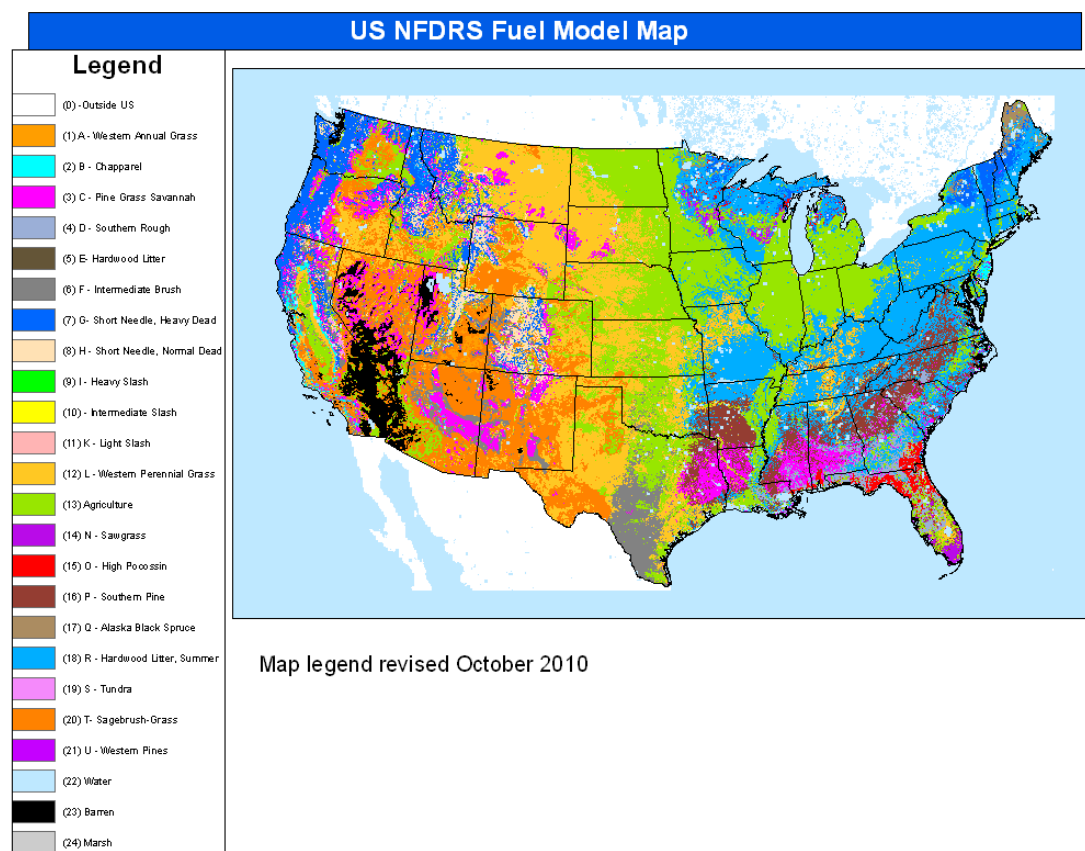 US NFDRS Fuel Model Map
Legend
(0) -Outside US
(1) A - Western Annual Grass
(2) B - Chapparel
(3) C - Pine Grass Savannah
(4) D - Southern Rough
(5) E- Hardwood Litter
(6) F - Intermediate Brush
(7) G- Short Needle, Heavy Dead
(8) H - Short Needle, Normal Dead
(9) I - Heavy Slash
(10) - Intermediate Slash
(11) K - Light Slash
(12) L - Western Perennial Grass
(13) Agriculture
(14) N - Sawgrass
(15) O - High Pocossin
(16) P - Southern Pine
(17) Q - Alaska Black Spruce
(18) R - Hardwood Litter, Summer
(19) S - Tundra
(20) T- Sagebrush-Grass
(21) U - Western Pines
(22) Water
(23) Barren
(24) Marsh
Map legend revised October 2010